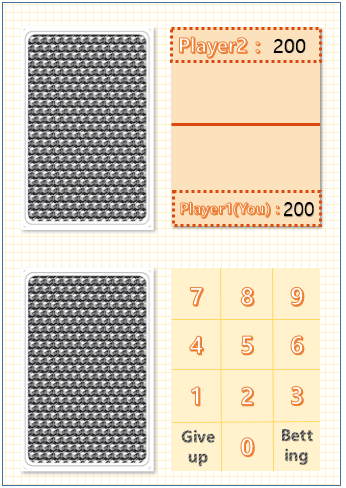 Player2 : 200
Player1(You) : 200
7 8 9
4 5 6
1 2 3
Give
up
0
Bett
ing